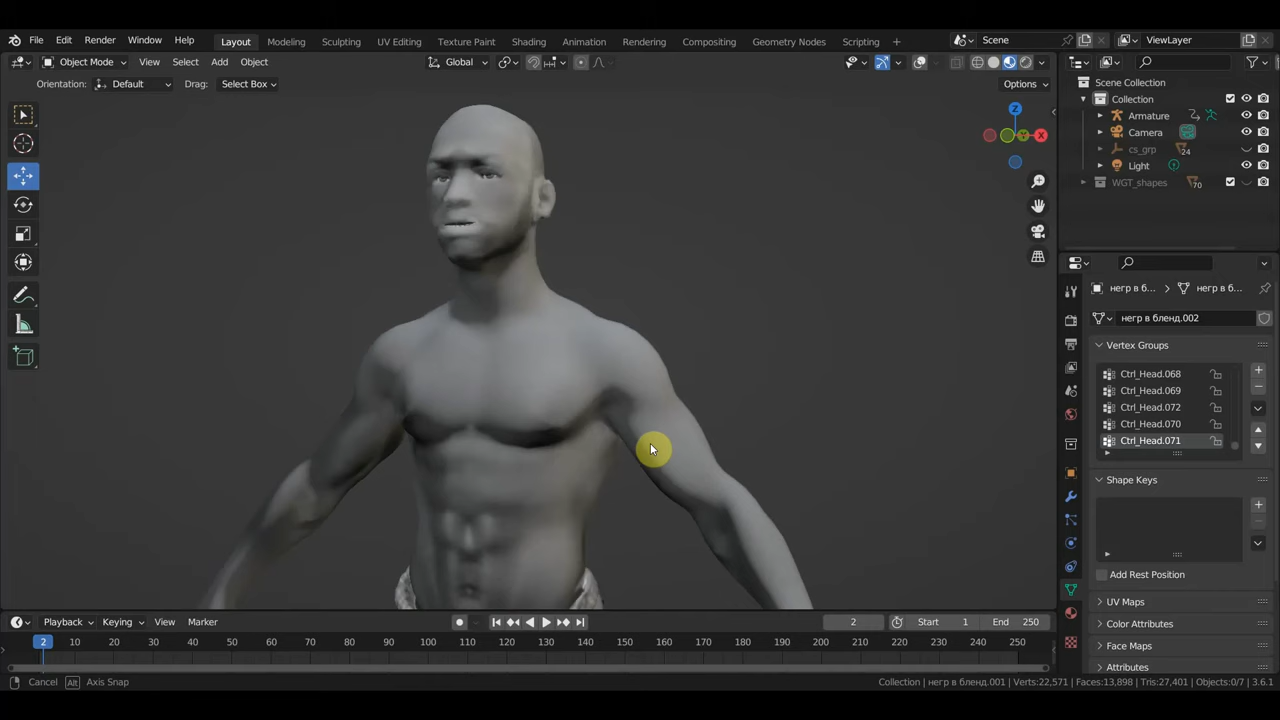 File Edit Render Window Help Layout Modeling Sculpting UV Editing Texture Paint Shading Animation Rendering Compositing Geometry Nodes Scripting + Scene ViewLayer
Object Mode View Select Add Object Global Options
Orientation: Default Drag: Select Box
Z
Y X
Scene Collection
Collection
Armature
Camera
cs_grp 24
Light
WGT_shapes 70
негр в б... > негр в б...
негр в бленд.002
Vertex Groups
Ctrl_Head.068
Ctrl_Head.069
Ctrl_Head.072
Ctrl_Head.070
Ctrl_Head.071
Shape Keys
Add Rest Position
UV Maps
Color Attributes
Face Maps
Attributes
Playback Keying View Marker 2 Start 1 End 250
2 10 20 30 40 50 60 70 80 90 100 110 120 130 140 150 160 170 180 190 200 210 220 230 240 250
Cancel Alt Axis Snap Collection | негр в бленд.001 | Verts:22,571 | Faces:13,898 | Tris:27,401 | Objects:0/7 | 3.6.1